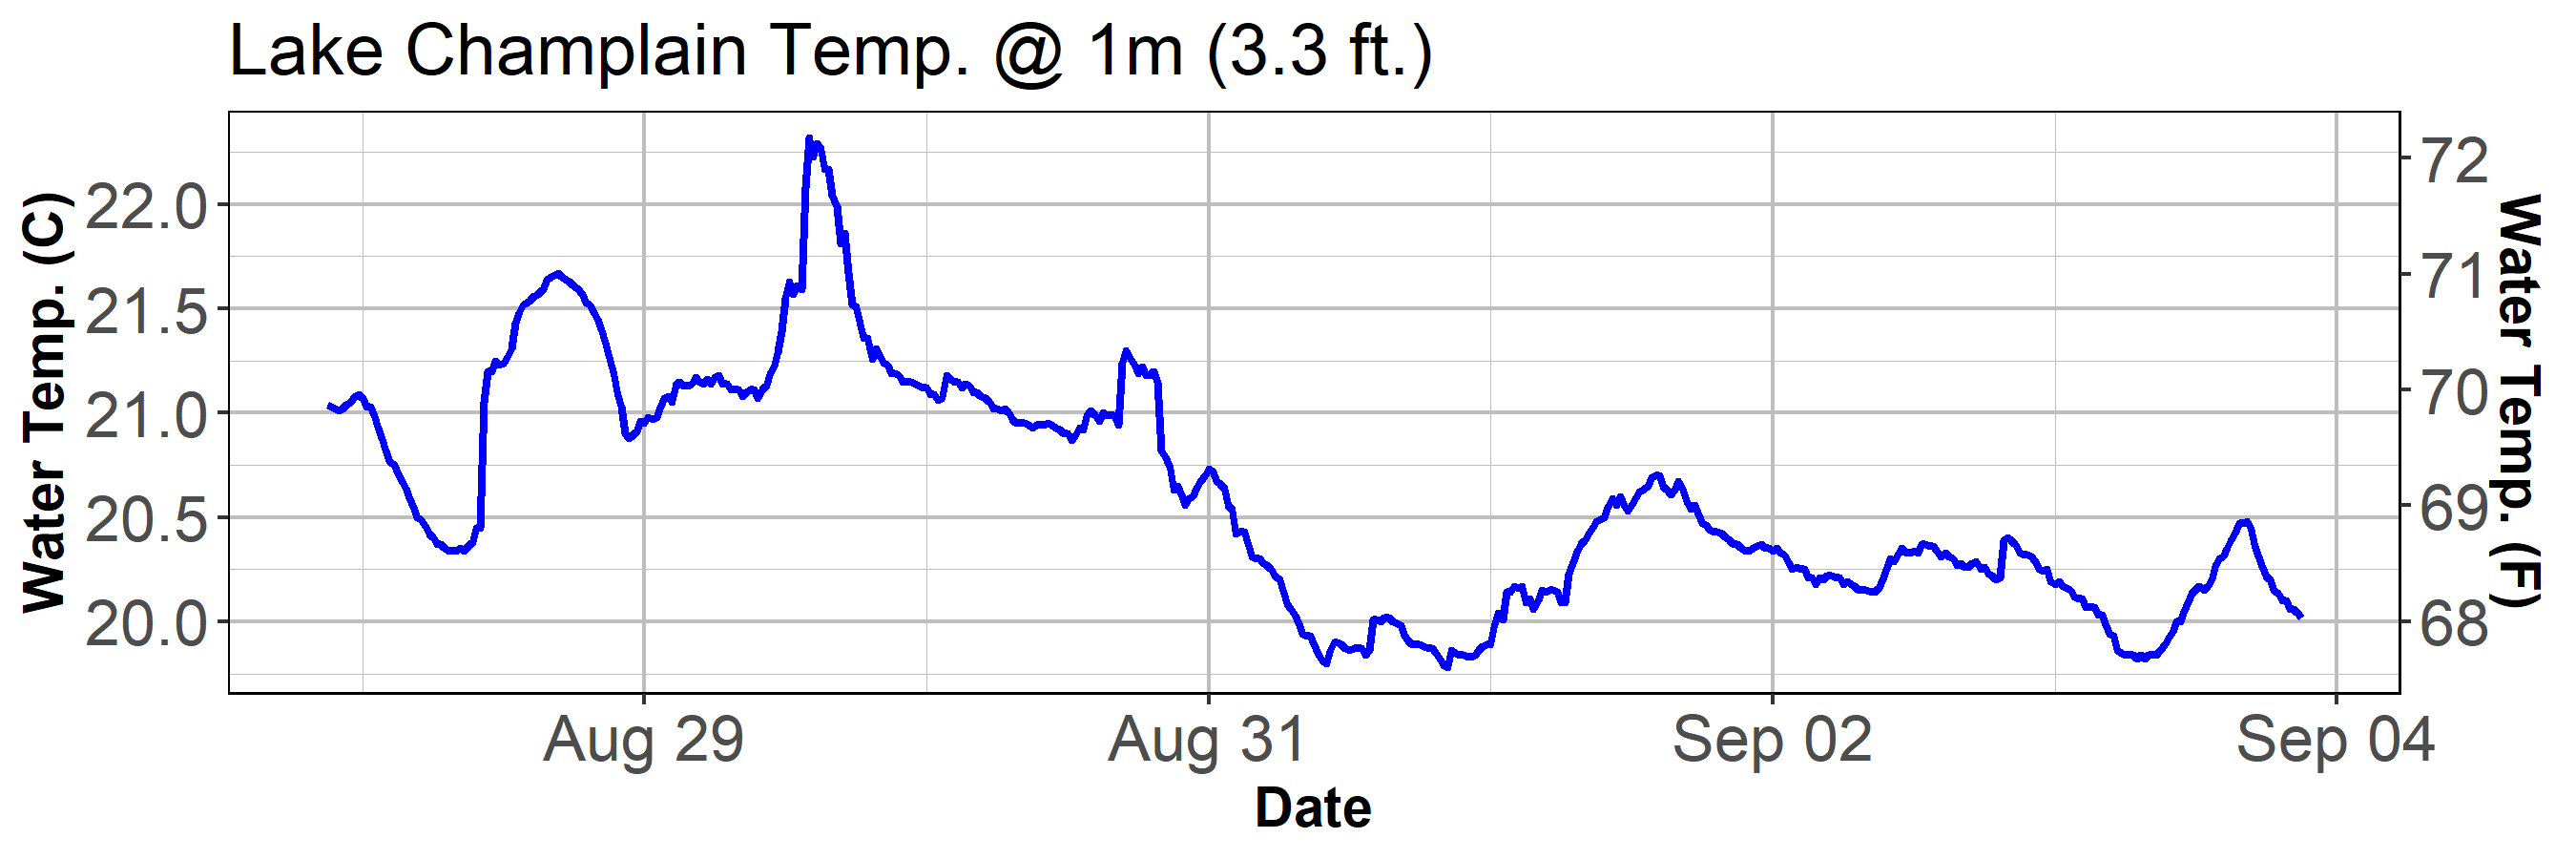 Lake Champlain Temp. @ 1m (3.3 ft.)
Water Temp. (C)
22.0
21.5
21.0
20.5
20.0
72
71
70
69
68
Water Temp. (F)
Aug 29
Aug 31
Sep 02
Sep 04
Date